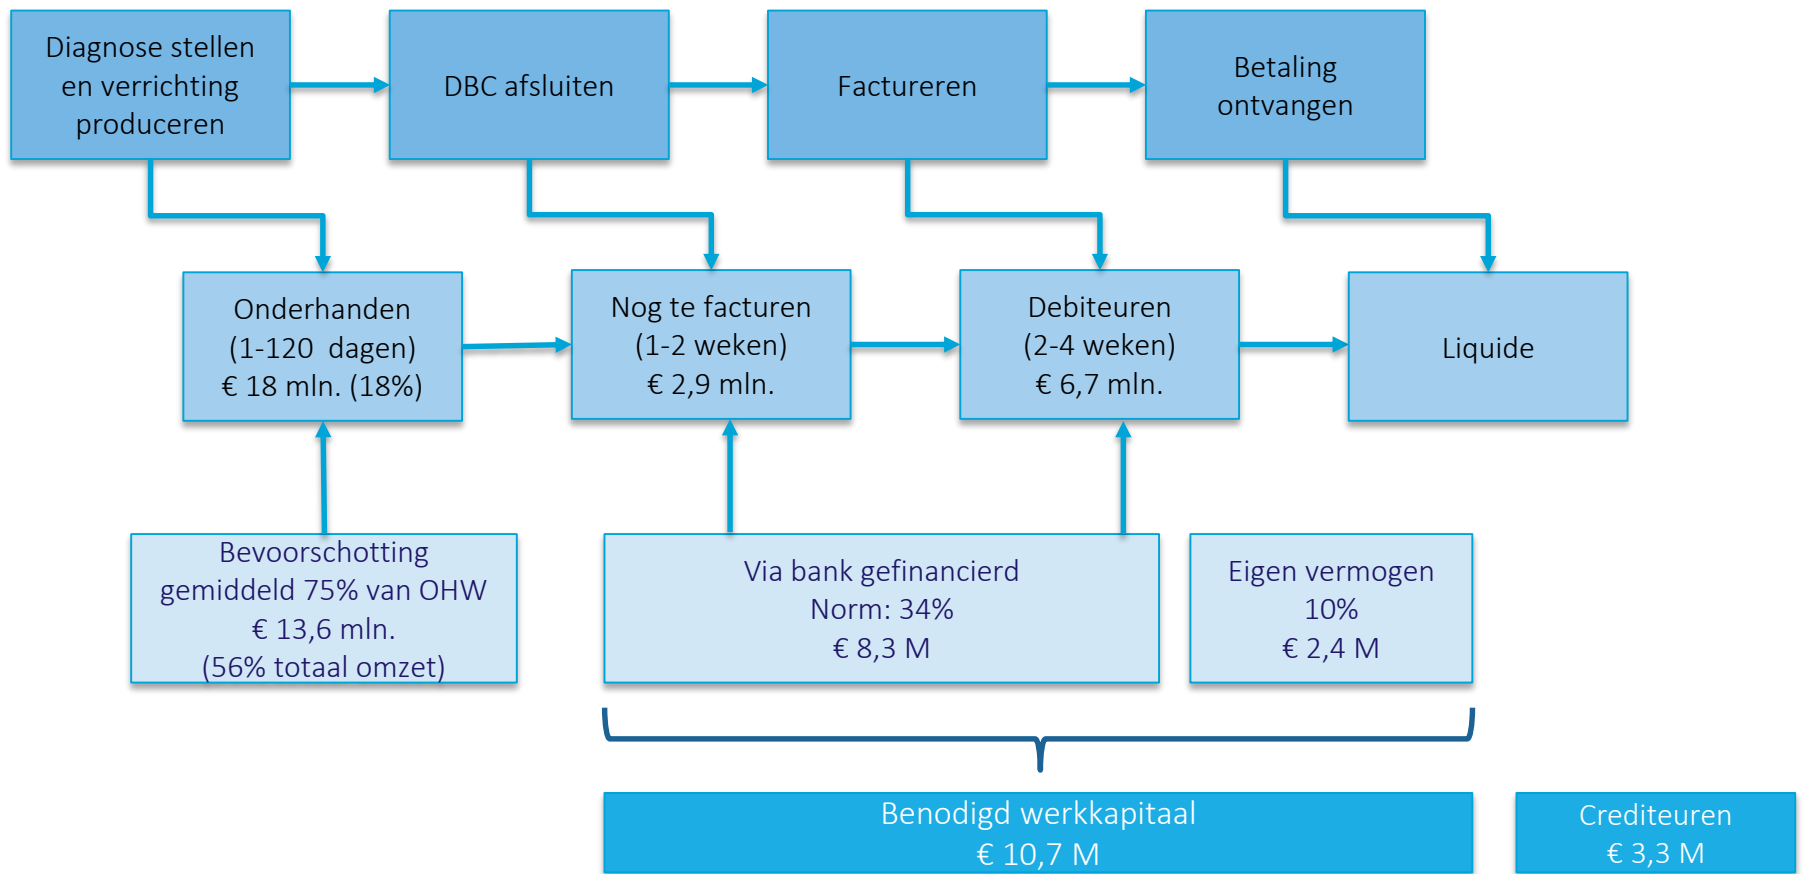 Diagnose stellen
en verrichting
produceren
DBC afsluiten
Factureren
Betaling
ontvangen
Onderhanden
(1-120 dagen)
€ 18 mln. (18%)
Nog te facturen
(1-2 weken)
€ 2,9 mln.
Debiteuren
(2-4 weken)
€ 6,7 mln.
Liquide
Bevoorschotting
gemiddeld 75% van OHW
€ 13,6 mln.
(56% totaal omzet)
Via bank gefinancierd
Norm: 34%
€ 8,3 M
Eigen vermogen
10%
€ 2,4 M
Benodigd werkkapitaal
€ 10,7 M
Crediteuren
€ 3,3 M